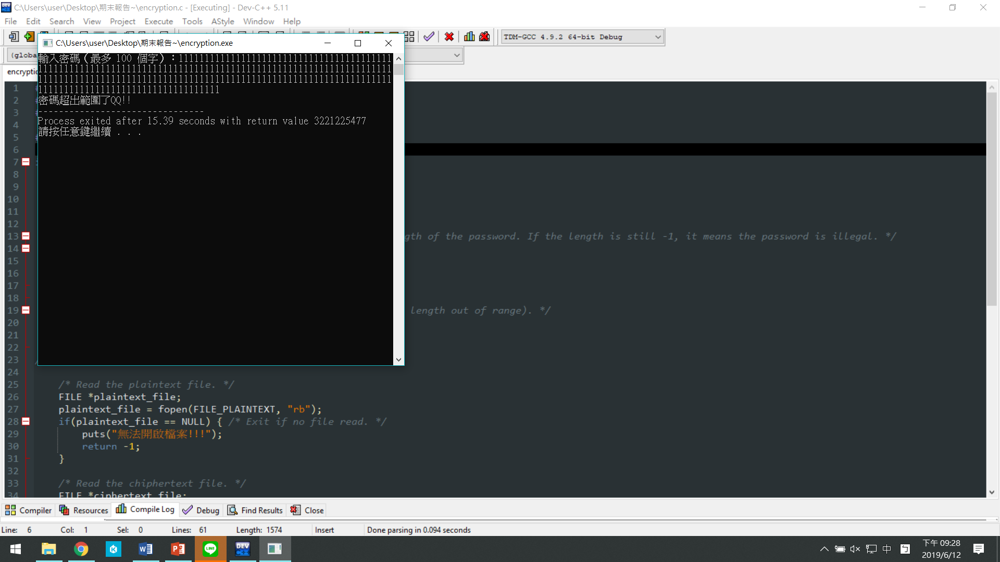 C:\Users\user\Desktop\期末報告~\encryption.c - [Executing] - Dev-C++ 5.11
File Edit Search View Project Execute Tools AStyle Window Help
TDM-GCC 4.9.2 64-bit Debug
(globa
encryptic
C:\Users\user\Desktop\期末報告~\encryption.exe
輸入密碼（最多 100 個字）：
密碼超出範圍了QQ!!
--------------------------------
Process exited after 15.39 seconds with return value 3221225477
請按任意鍵繼續 . . .
1
2
3
4
5
6
7
8
9
10
11
12
13 gth of the password. If the length is still -1, it means the password is illegal. */
14
15
16
17
18
19 length out of range). */
20
21
22
23
24
25 /* Read the plaintext file. */
26 FILE *plaintext_file;
27 plaintext_file = fopen(FILE_PLAINTEXT, "rb");
28 if(plaintext_file == NULL) { /* Exit if no file read. */
29 puts("無法開啟檔案!!!");
30 return -1;
31 }
32
33 /* Read the chiphertext file. */
34 FILE *ciphertext_file;
Compiler Resources Compile Log Debug Find Results Close
Line: 6 Col: 1 Sel: 0 Lines: 61 Length: 1574 Insert Done parsing in 0.094 seconds
中 下午 09:28
2019/6/12